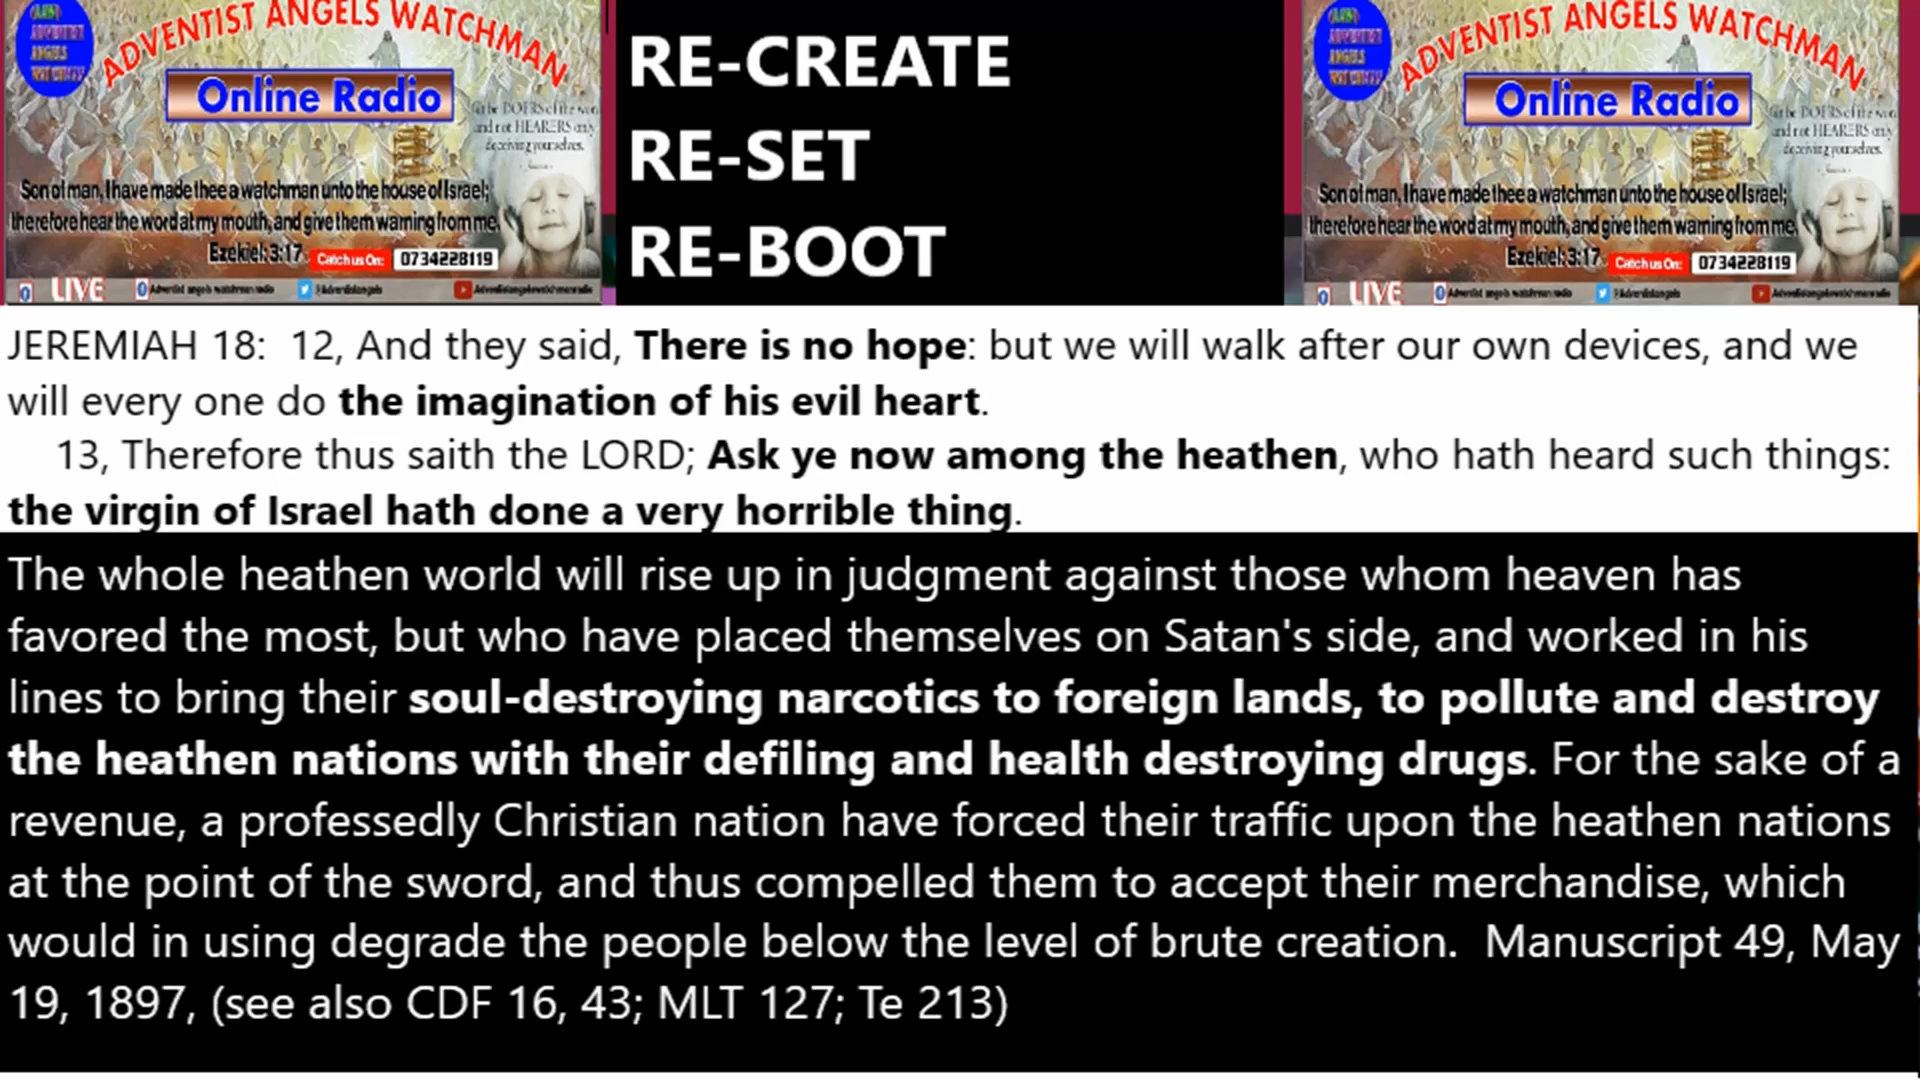 ADVENTIST ANGELS WATCHMAN
Online Radio
and not HEARERS only
deceiving yourselves.
Son of man, I have made thee a watchman unto the house of Israel;
therefore hear the word at my mouth, and give them warning from me.
Ezekiel: 3:17 Catch us On: 0734228119
LIVE
RE-CREATE
RE-SET
RE-BOOT
ADVENTIST ANGELS WATCHMAN
Online Radio
and not HEARERS only
deceiving yourselves.
Son of man, I have made thee a watchman unto the house of Israel;
therefore hear the word at my mouth, and give them warning from me.
Ezekiel: 3:17 Catch us On: 0734228119
LIVE
JEREMIAH 18:  12, And they said, There is no hope: but we will walk after our own devices, and we
will every one do the imagination of his evil heart.
13, Therefore thus saith the LORD; Ask ye now among the heathen, who hath heard such things:
the virgin of Israel hath done a very horrible thing.
The whole heathen world will rise up in judgment against those whom heaven has
favored the most, but who have placed themselves on Satan's side, and worked in his
lines to bring their soul-destroying narcotics to foreign lands, to pollute and destroy
the heathen nations with their defiling and health destroying drugs. For the sake of a
revenue, a professedly Christian nation have forced their traffic upon the heathen nations
at the point of the sword, and thus compelled them to accept their merchandise, which
would in using degrade the people below the level of brute creation.  Manuscript 49, May
19, 1897, (see also CDF 16, 43; MLT 127; Te 213)